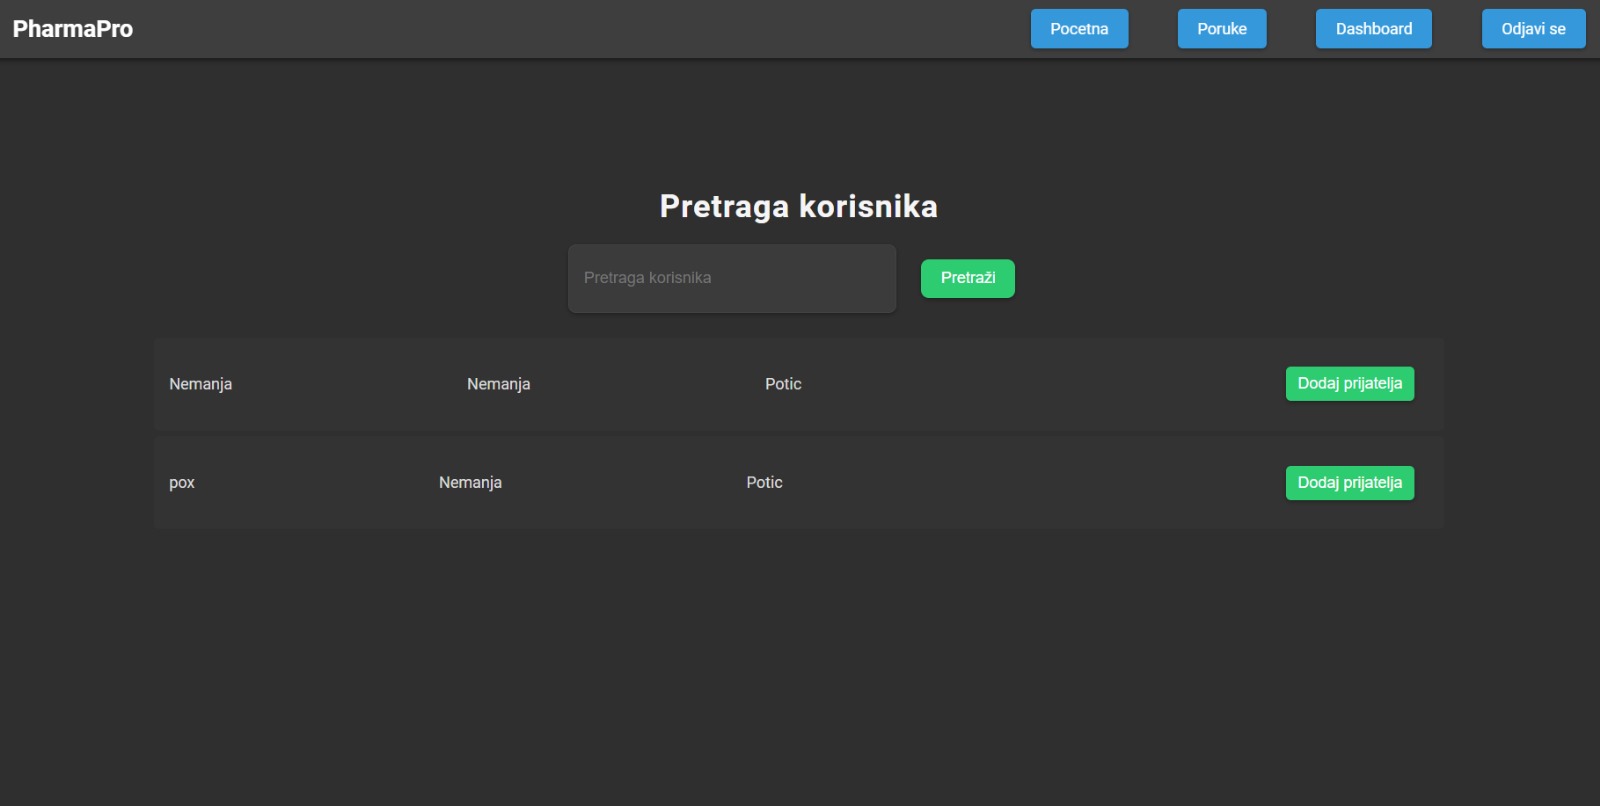 PharmaPro Pocetna Poruke Dashboard Odjavi se
Pretraga korisnika
Pretraga korisnika Pretraži
Nemanja Nemanja Potic Dodaj prijatelja
pox Nemanja Potic Dodaj prijatelja